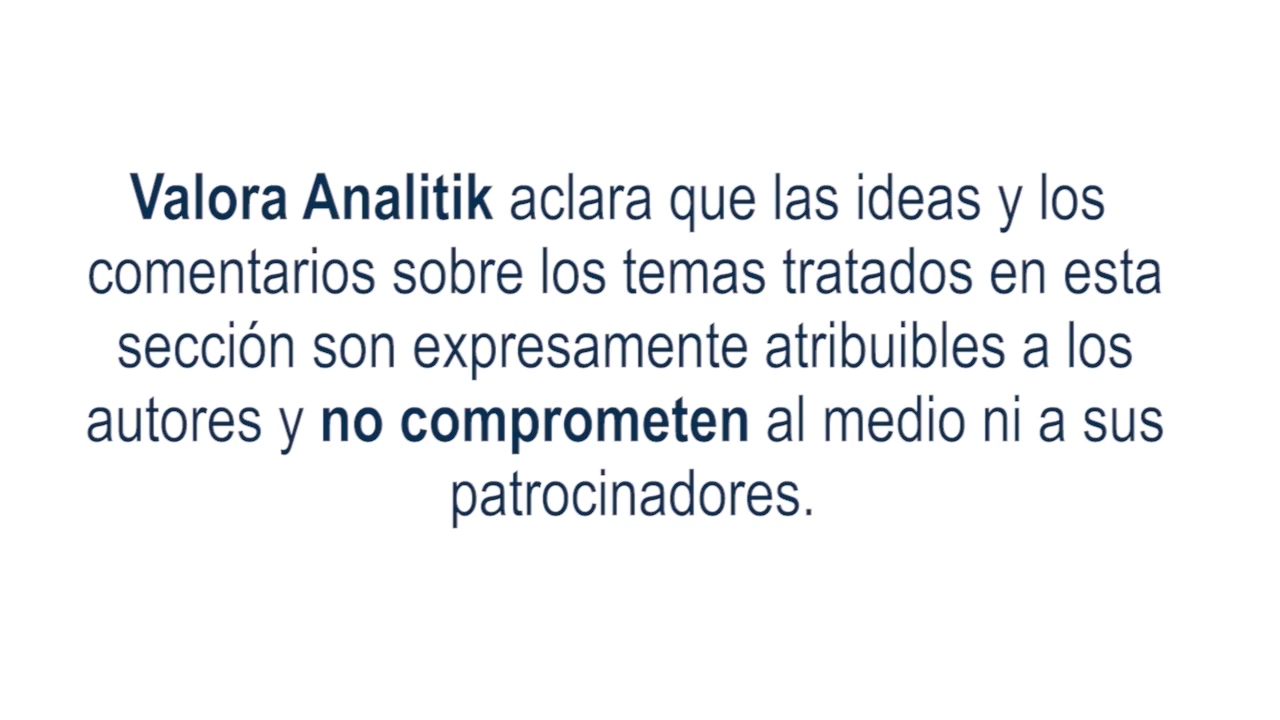 Valora Analitik aclara que las ideas y los
comentarios sobre los temas tratados en esta
sección son expresamente atribuibles a los
autores y no comprometen al medio ni a sus
patrocinadores.